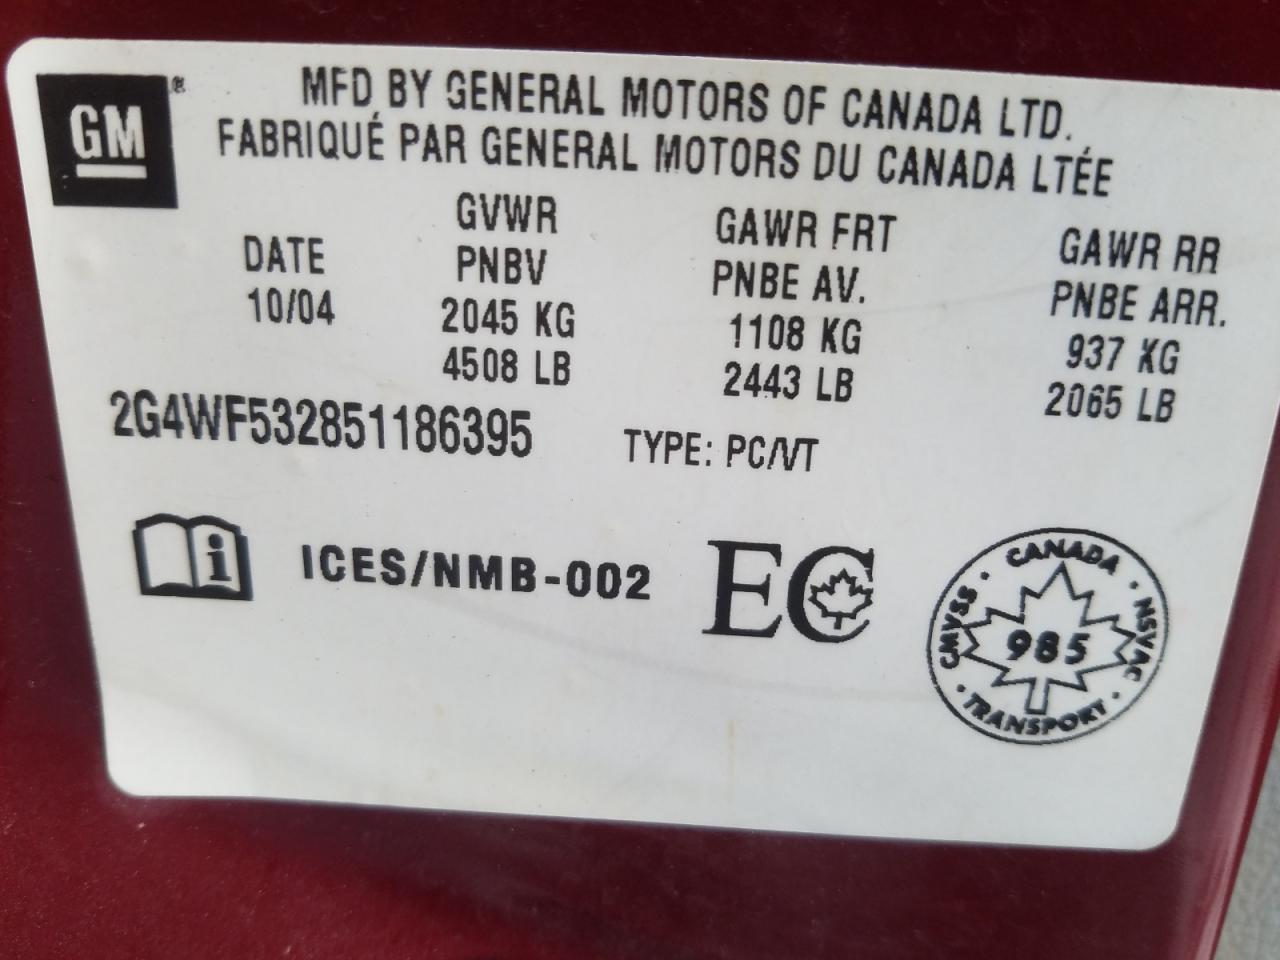 GM ®
MFD BY GENERAL MOTORS OF CANADA LTD.
FABRIQUÉ PAR GENERAL MOTORS DU CANADA LTÉE
DATE
10/04
GVWR
PNBV
2045 KG
4508 LB
GAWR FRT
PNBE AV.
1108 KG
2443 LB
GAWR RR
PNBE ARR.
937 KG
2065 LB
2G4WF532851186395
TYPE: PC/VT
i
ICES/NMB-002
EC
CANADA · NSVAC · TRANSPORT · CMVSS ·
985